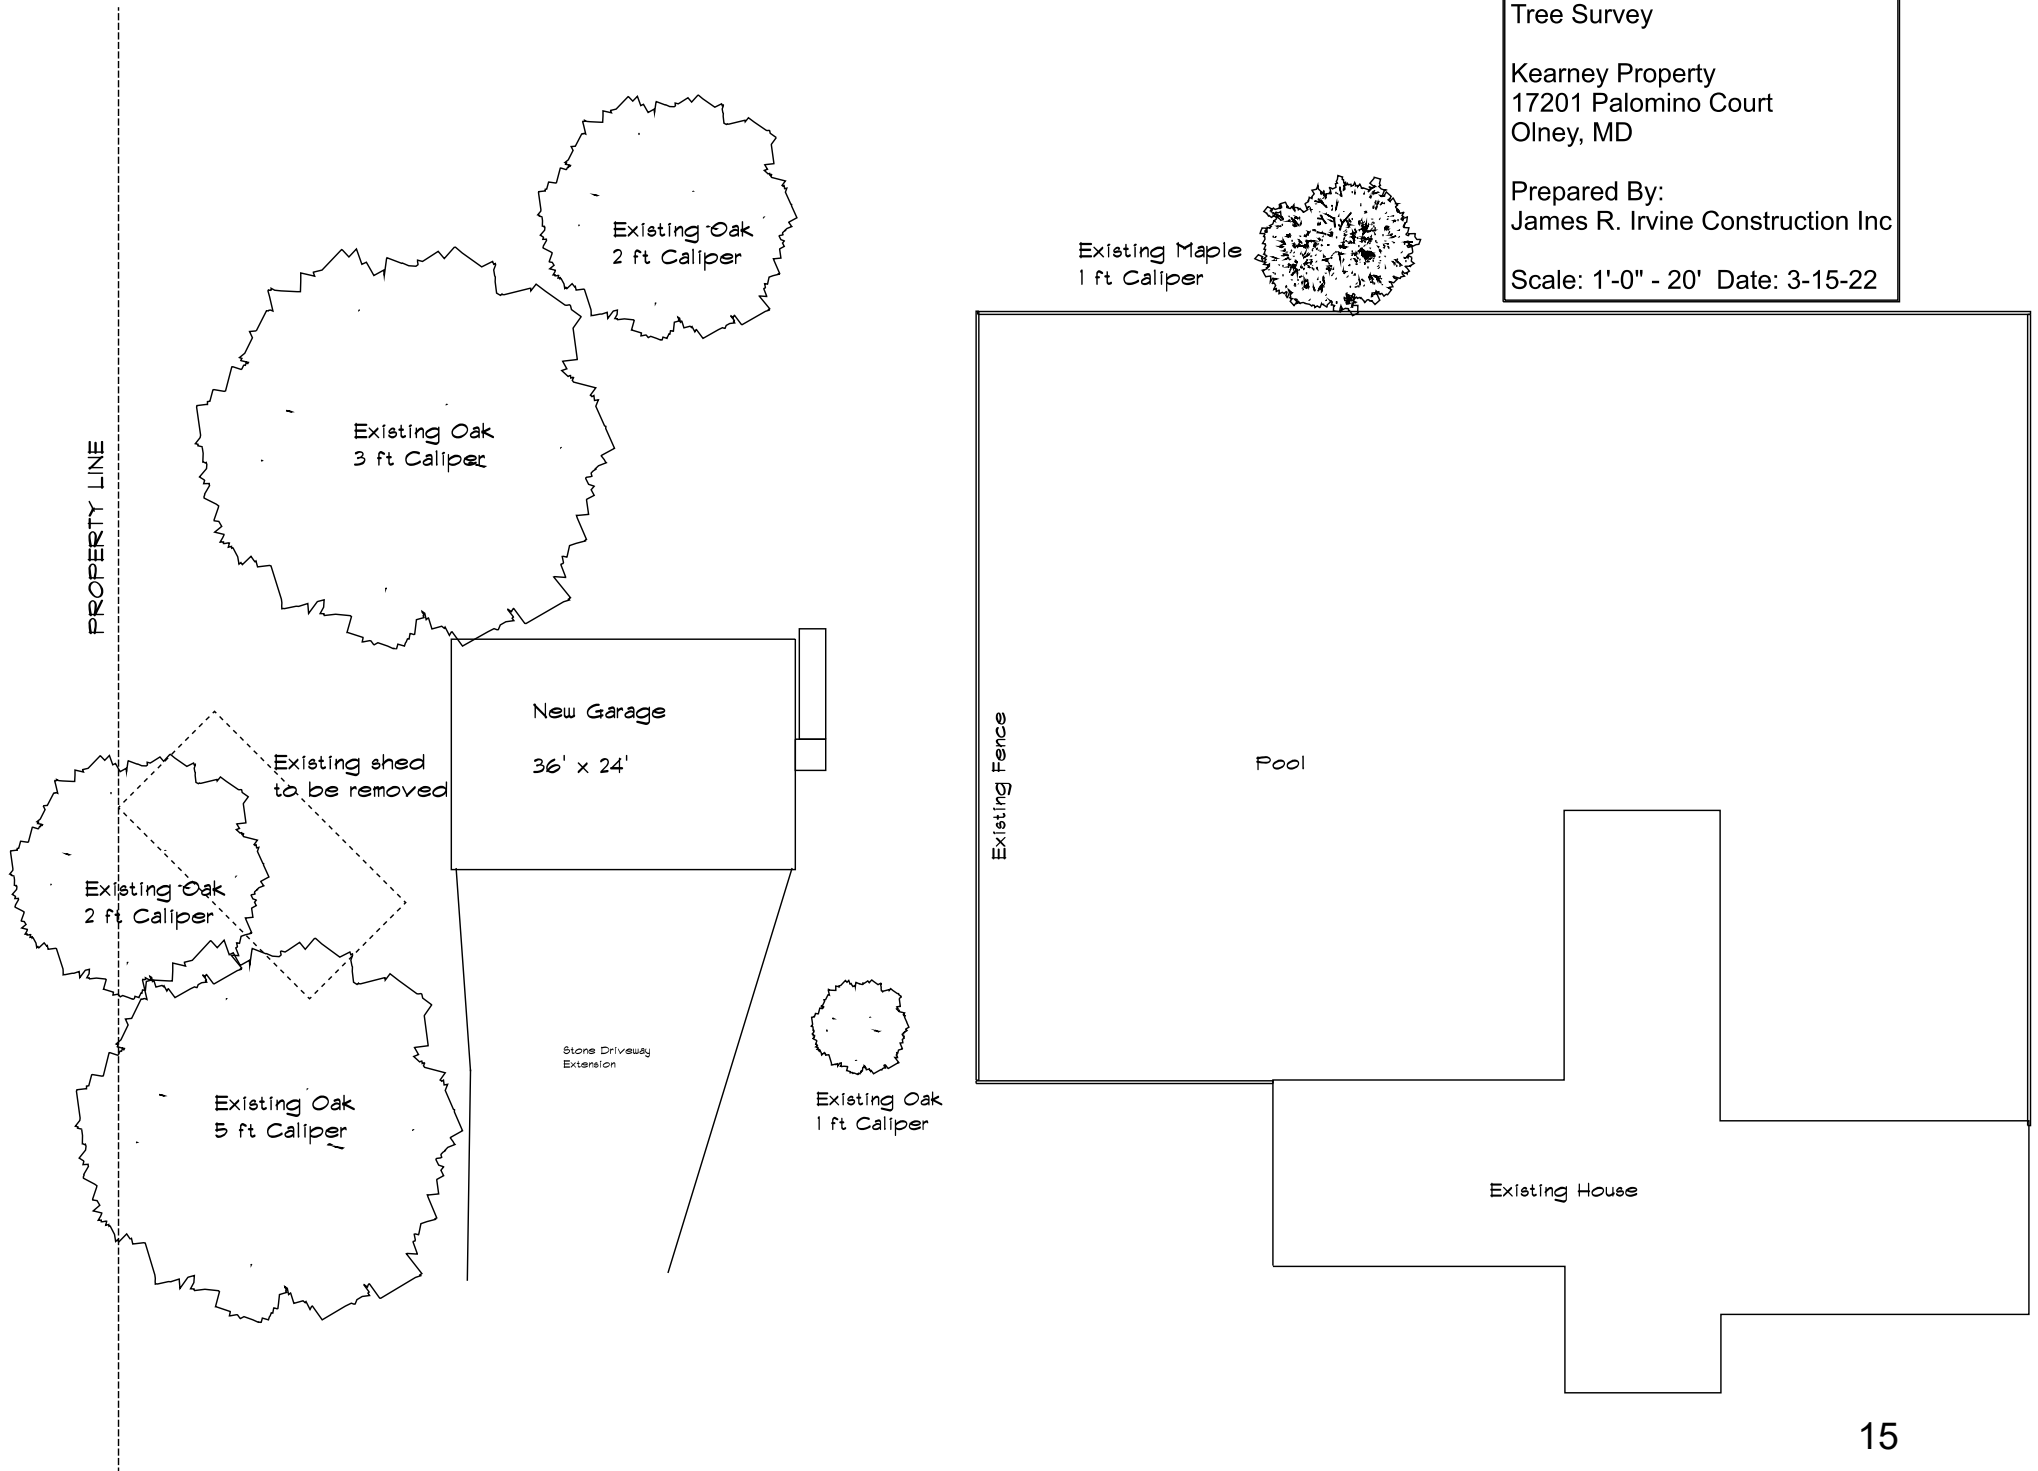 Tree Survey
Kearney Property
17201 Palomino Court
Olney, MD
Prepared By:
James R. Irvine Construction Inc
Scale: 1'-0" - 20' Date: 3-15-22
Existing Oak
2 ft Caliper
Existing Maple
1 ft Caliper
Existing Oak
3 ft Caliper
PROPERTY LINE
New Garage
36' x 24'
Existing shed
to be removed
Existing Fence
Pool
Existing Oak
2 ft Caliper
Stone Driveway
Extension
Existing Oak
5 ft Caliper
Existing Oak
1 ft Caliper
Existing House
15